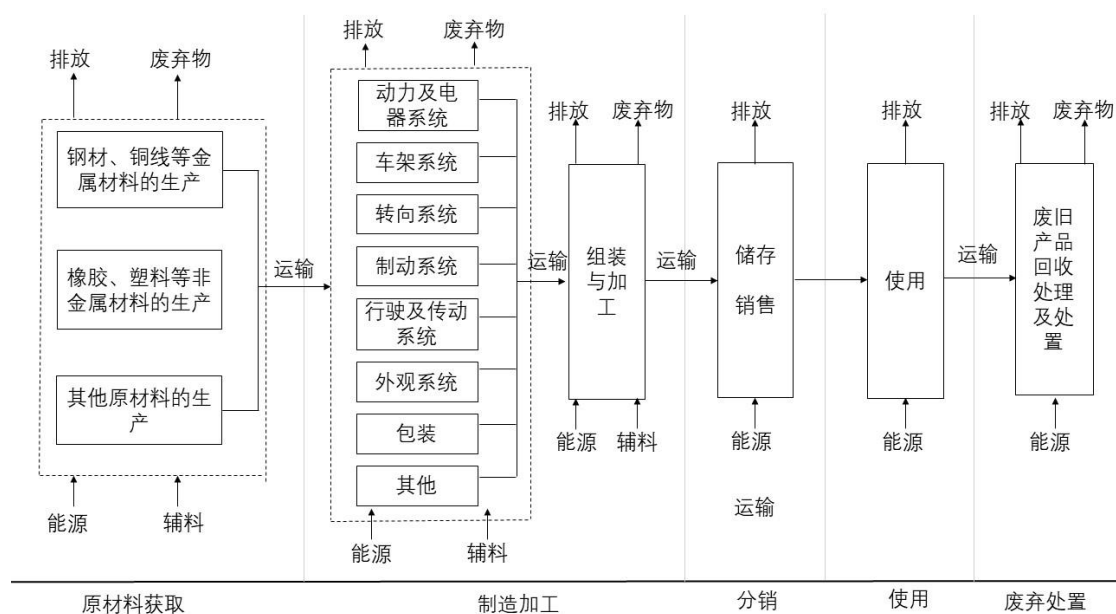 排放
废弃物
钢材、铜线等金
属材料的生产
橡胶、塑料等非
金属材料的生产
其他原材料的生
产
能源
辅料
运输
排放
废弃物
动力及电
器系统
车架系统
转向系统
制动系统
行驶及传动
系统
外观系统
包装
其他
能源
辅料
运输
排放
废弃物
组装
与加
工
能源
辅料
运输
排放
储存
销售
能源
运输
排放
使用
能源
运输
排放
废弃物
废旧
产品
回收
处理
及处
置
能源
原材料获取
制造加工
分销
使用
废弃处置